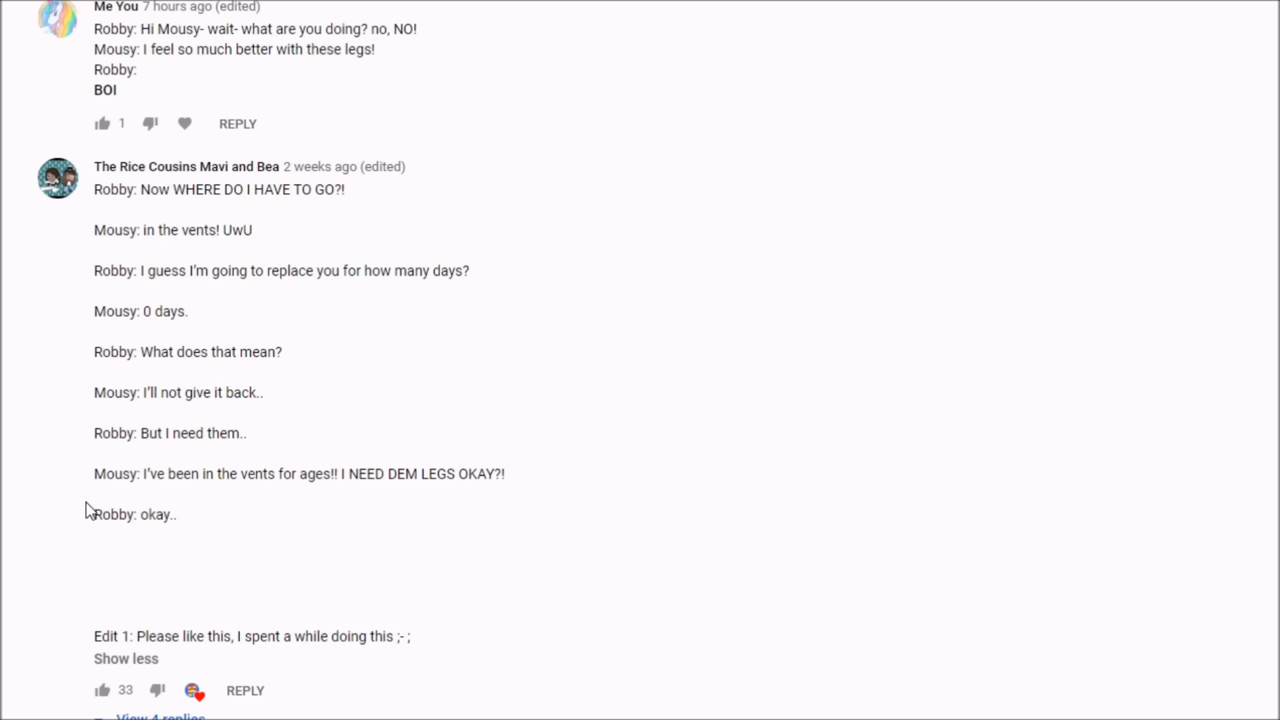 Me You 7 hours ago (edited)
Robby: Hi Mousy- wait- what are you doing? no, NO!
Mousy: I feel so much better with these legs!
Robby:
BOI
1 REPLY
The Rice Cousins Mavi and Bea 2 weeks ago (edited)
Robby: Now WHERE DO I HAVE TO GO?!
Mousy: in the vents! UwU
Robby: I guess I'm going to replace you for how many days?
Mousy: 0 days.
Robby: What does that mean?
Mousy: I'll not give it back..
Robby: But I need them..
Mousy: I've been in the vents for ages!! I NEED DEM LEGS OKAY?!
Robby: okay..
Edit 1: Please like this, I spent a while doing this ;- ;
Show less
33 REPLY
View 4 replies